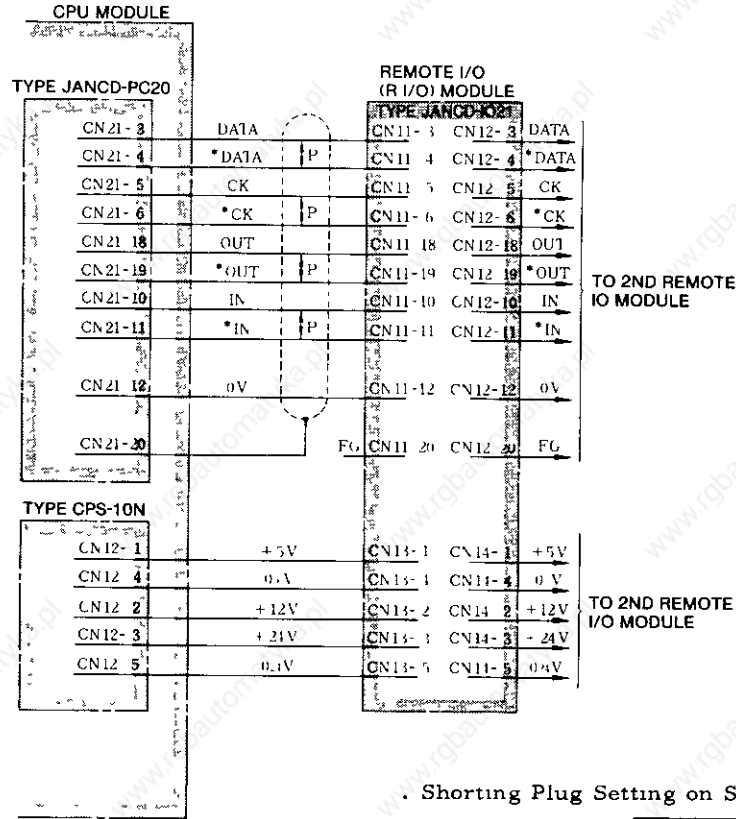 CPU MODULE
TYPE JANCD-PC20
REMOTE I/O
(R I/O) MODULE
TYPE JANCD-IO21
CN21-3 DATA CN11-3 CN12-3 DATA
CN21-4 *DATA P CN11 4 CN12-4 *DATA
CN21-5 CK CN11 5 CN12 5 CK
CN21-6 *CK P CN11-6 CN12-6 *CK
CN21 18 OUT CN11 18 CN12-18 OUT
CN21-19 *OUT P CN11-19 CN12 19 *OUT
CN21-10 IN CN11-10 CN12-10 IN
CN21-11 *IN P CN11-11 CN12-11 *IN
TO 2ND REMOTE
IO MODULE
CN21 12 0V CN11-12 CN12-12 0V
CN21-20 FG CN11 20 CN12 20 FG
TYPE CPS-10N
CN12-1 +5V CN13-1 CN14-1 +5V
CN12 4 CN13-4 CN14-4 0V
CN12 2 +12V CN13-2 CN14 2 +12V
CN12-3 +24V CN13-3 CN14-3 +24V
CN12 5 CN13-5 CN14-5
TO 2ND REMOTE
I/O MODULE
. Shorting Plug Setting on S
www.rgbautomatyka.pl